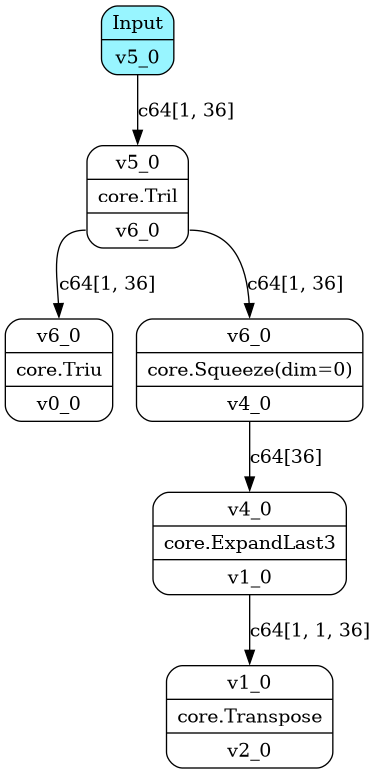 Input
v5_0
c64[1, 36]
v5_0
core.Tril
v6_0
c64[1, 36]
c64[1, 36]
v6_0
core.Triu
v0_0
v6_0
core.Squeeze(dim=0)
v4_0
c64[36]
v4_0
core.ExpandLast3
v1_0
c64[1, 1, 36]
v1_0
core.Transpose
v2_0